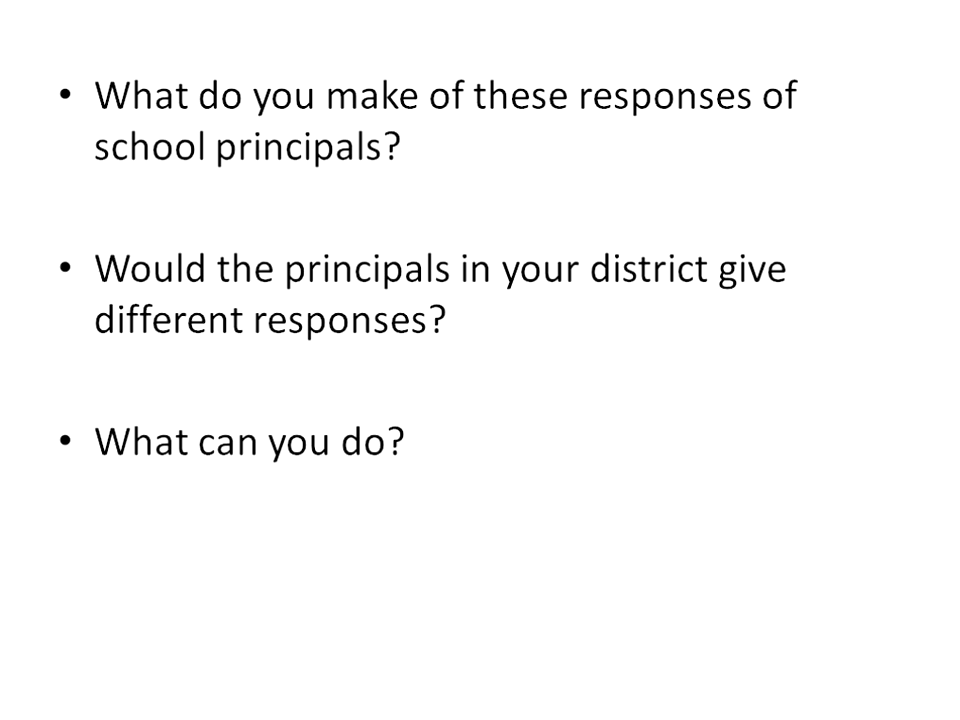 • What do you make of these responses of
school principals?
• Would the principals in your district give
different responses?
• What can you do?